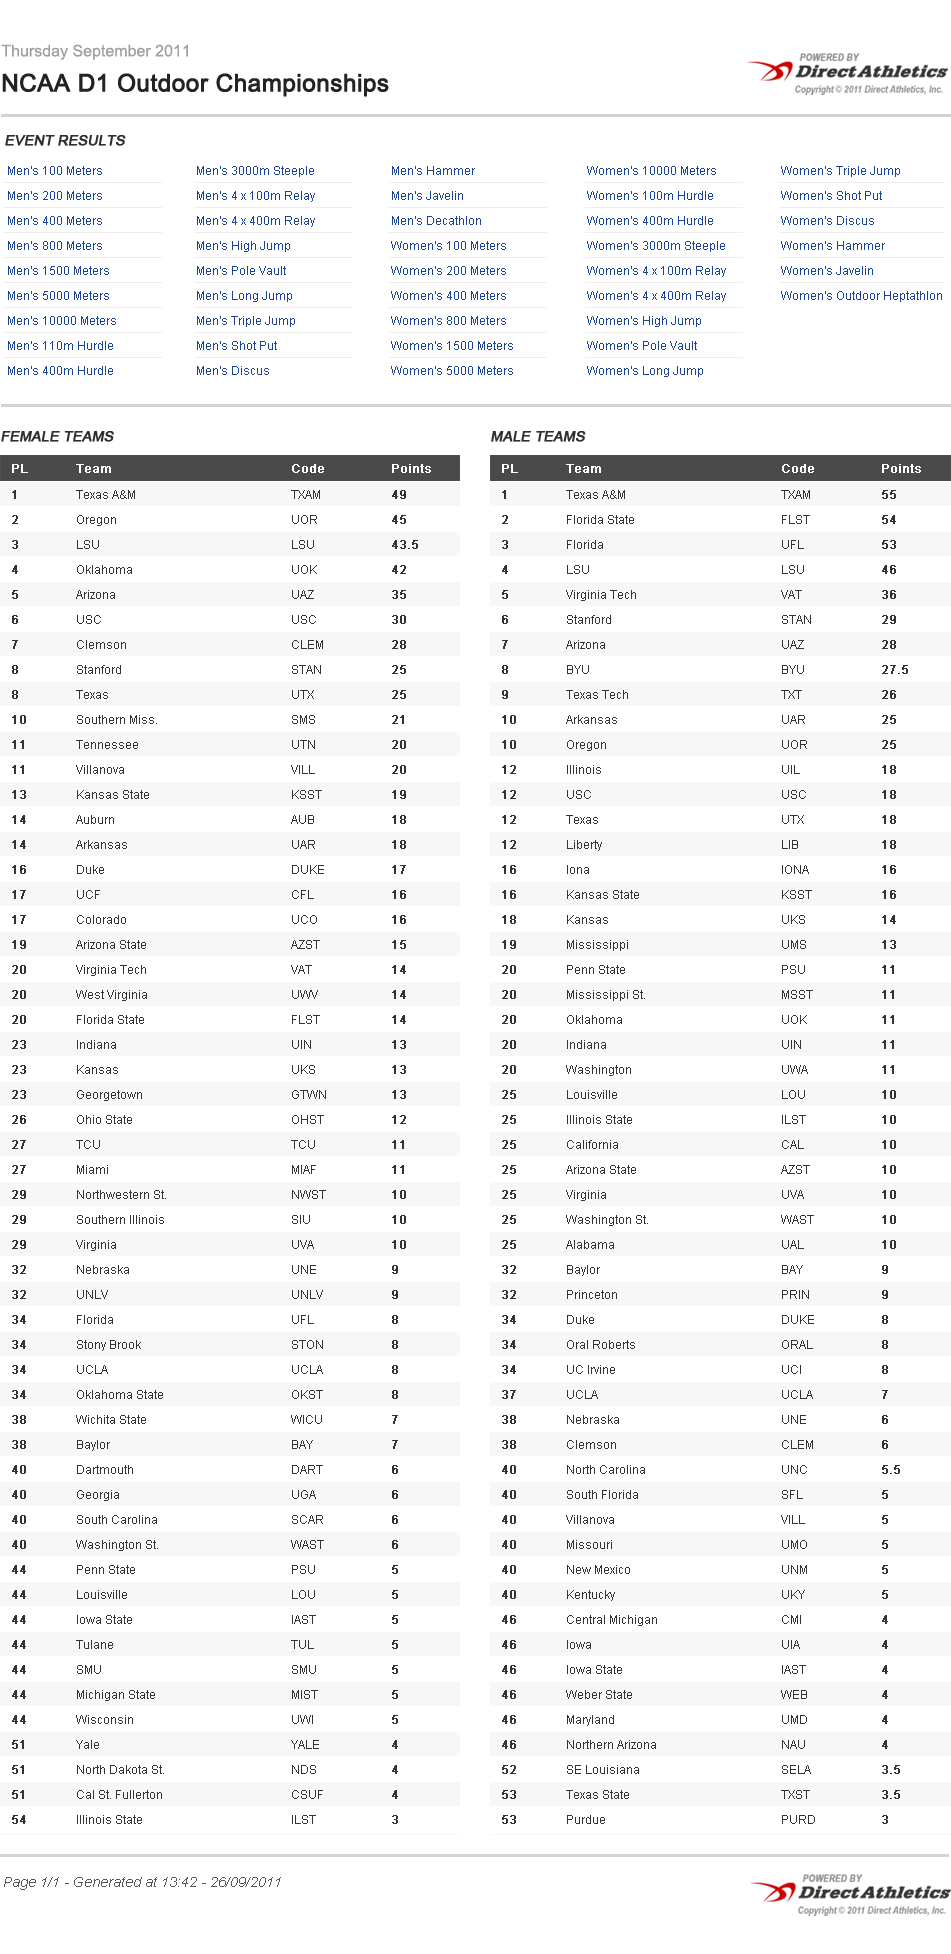 Thursday September 2011
NCAA D1 Outdoor Championships
POWERED BY
DirectAthletics
Copyright © 2011 Direct Athletics, Inc.
EVENT RESULTS
Men's 100 Meters Men's 3000m Steeple Men's Hammer Women's 10000 Meters Women's Triple Jump
Men's 200 Meters Men's 4 x 100m Relay Men's Javelin Women's 100m Hurdle Women's Shot Put
Men's 400 Meters Men's 4 x 400m Relay Men's Decathlon Women's 400m Hurdle Women's Discus
Men's 800 Meters Men's High Jump Women's 100 Meters Women's 3000m Steeple Women's Hammer
Men's 1500 Meters Men's Pole Vault Women's 200 Meters Women's 4 x 100m Relay Women's Javelin
Men's 5000 Meters Men's Long Jump Women's 400 Meters Women's 4 x 400m Relay Women's Outdoor Heptathlon
Men's 10000 Meters Men's Triple Jump Women's 800 Meters Women's High Jump
Men's 110m Hurdle Men's Shot Put Women's 1500 Meters Women's Pole Vault
Men's 400m Hurdle Men's Discus Women's 5000 Meters Women's Long Jump
FEMALE TEAMS
PL Team Code Points
1 Texas A&M TXAM 49
2 Oregon UOR 45
3 LSU LSU 43.5
4 Oklahoma UOK 42
5 Arizona UAZ 35
6 USC USC 30
7 Clemson CLEM 28
8 Stanford STAN 25
8 Texas UTX 25
10 Southern Miss. SMS 21
11 Tennessee UTN 20
11 Villanova VILL 20
13 Kansas State KSST 19
14 Auburn AUB 18
14 Arkansas UAR 18
16 Duke DUKE 17
17 UCF CFL 16
17 Colorado UCO 16
19 Arizona State AZST 15
20 Virginia Tech VAT 14
20 West Virginia UWV 14
20 Florida State FLST 14
23 Indiana UIN 13
23 Kansas UKS 13
23 Georgetown GTWN 13
26 Ohio State OHST 12
27 TCU TCU 11
27 Miami MIAF 11
29 Northwestern St. NWST 10
29 Southern Illinois SIU 10
29 Virginia UVA 10
32 Nebraska UNE 9
32 UNLV UNLV 9
34 Florida UFL 8
34 Stony Brook STON 8
34 UCLA UCLA 8
34 Oklahoma State OKST 8
38 Wichita State WICU 7
38 Baylor BAY 7
40 Dartmouth DART 6
40 Georgia UGA 6
40 South Carolina SCAR 6
40 Washington St. WAST 6
44 Penn State PSU 5
44 Louisville LOU 5
44 Iowa State IAST 5
44 Tulane TUL 5
44 SMU SMU 5
44 Michigan State MIST 5
44 Wisconsin UWI 5
51 Yale YALE 4
51 North Dakota St. NDS 4
51 Cal St. Fullerton CSUF 4
54 Illinois State ILST 3
MALE TEAMS
PL Team Code Points
1 Texas A&M TXAM 55
2 Florida State FLST 54
3 Florida UFL 53
4 LSU LSU 46
5 Virginia Tech VAT 36
6 Stanford STAN 29
7 Arizona UAZ 28
8 BYU BYU 27.5
9 Texas Tech TXT 26
10 Arkansas UAR 25
10 Oregon UOR 25
12 Illinois UIL 18
12 USC USC 18
12 Texas UTX 18
12 Liberty LIB 18
16 Iona IONA 16
16 Kansas State KSST 16
18 Kansas UKS 14
19 Mississippi UMS 13
20 Penn State PSU 11
20 Mississippi St. MSST 11
20 Oklahoma UOK 11
20 Indiana UIN 11
20 Washington UWA 11
25 Louisville LOU 10
25 Illinois State ILST 10
25 California CAL 10
25 Arizona State AZST 10
25 Virginia UVA 10
25 Washington St. WAST 10
25 Alabama UAL 10
32 Baylor BAY 9
32 Princeton PRIN 9
34 Duke DUKE 8
34 Oral Roberts ORAL 8
34 UC Irvine UCI 8
37 UCLA UCLA 7
38 Nebraska UNE 6
38 Clemson CLEM 6
40 North Carolina UNC 5.5
40 South Florida SFL 5
40 Villanova VILL 5
40 Missouri UMO 5
40 New Mexico UNM 5
40 Kentucky UKY 5
46 Central Michigan CMI 4
46 Iowa UIA 4
46 Iowa State IAST 4
46 Weber State WEB 4
46 Maryland UMD 4
46 Northern Arizona NAU 4
52 SE Louisiana SELA 3.5
53 Texas State TXST 3.5
53 Purdue PURD 3
Page 1/1 - Generated at 13:42 - 26/09/2011
POWERED BY
DirectAthletics
Copyright © 2011 Direct Athletics, Inc.